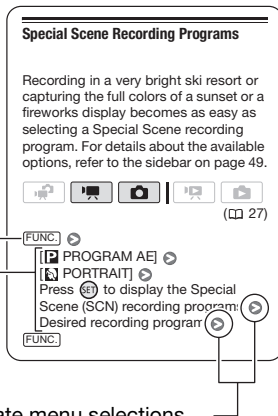 Special Scene Recording Programs
Recording in a very bright ski resort or
capturing the full colors of a sunset or a
fireworks display becomes as easy as
selecting a Special Scene recording
program. For details about the available
options, refer to the sidebar on page 49.
( 27)
FUNC.
[P PROGRAM AE]
[ PORTRAIT]
Press SET to display the Special
Scene (SCN) recording
Desired recording program
FUNC.
menu selections